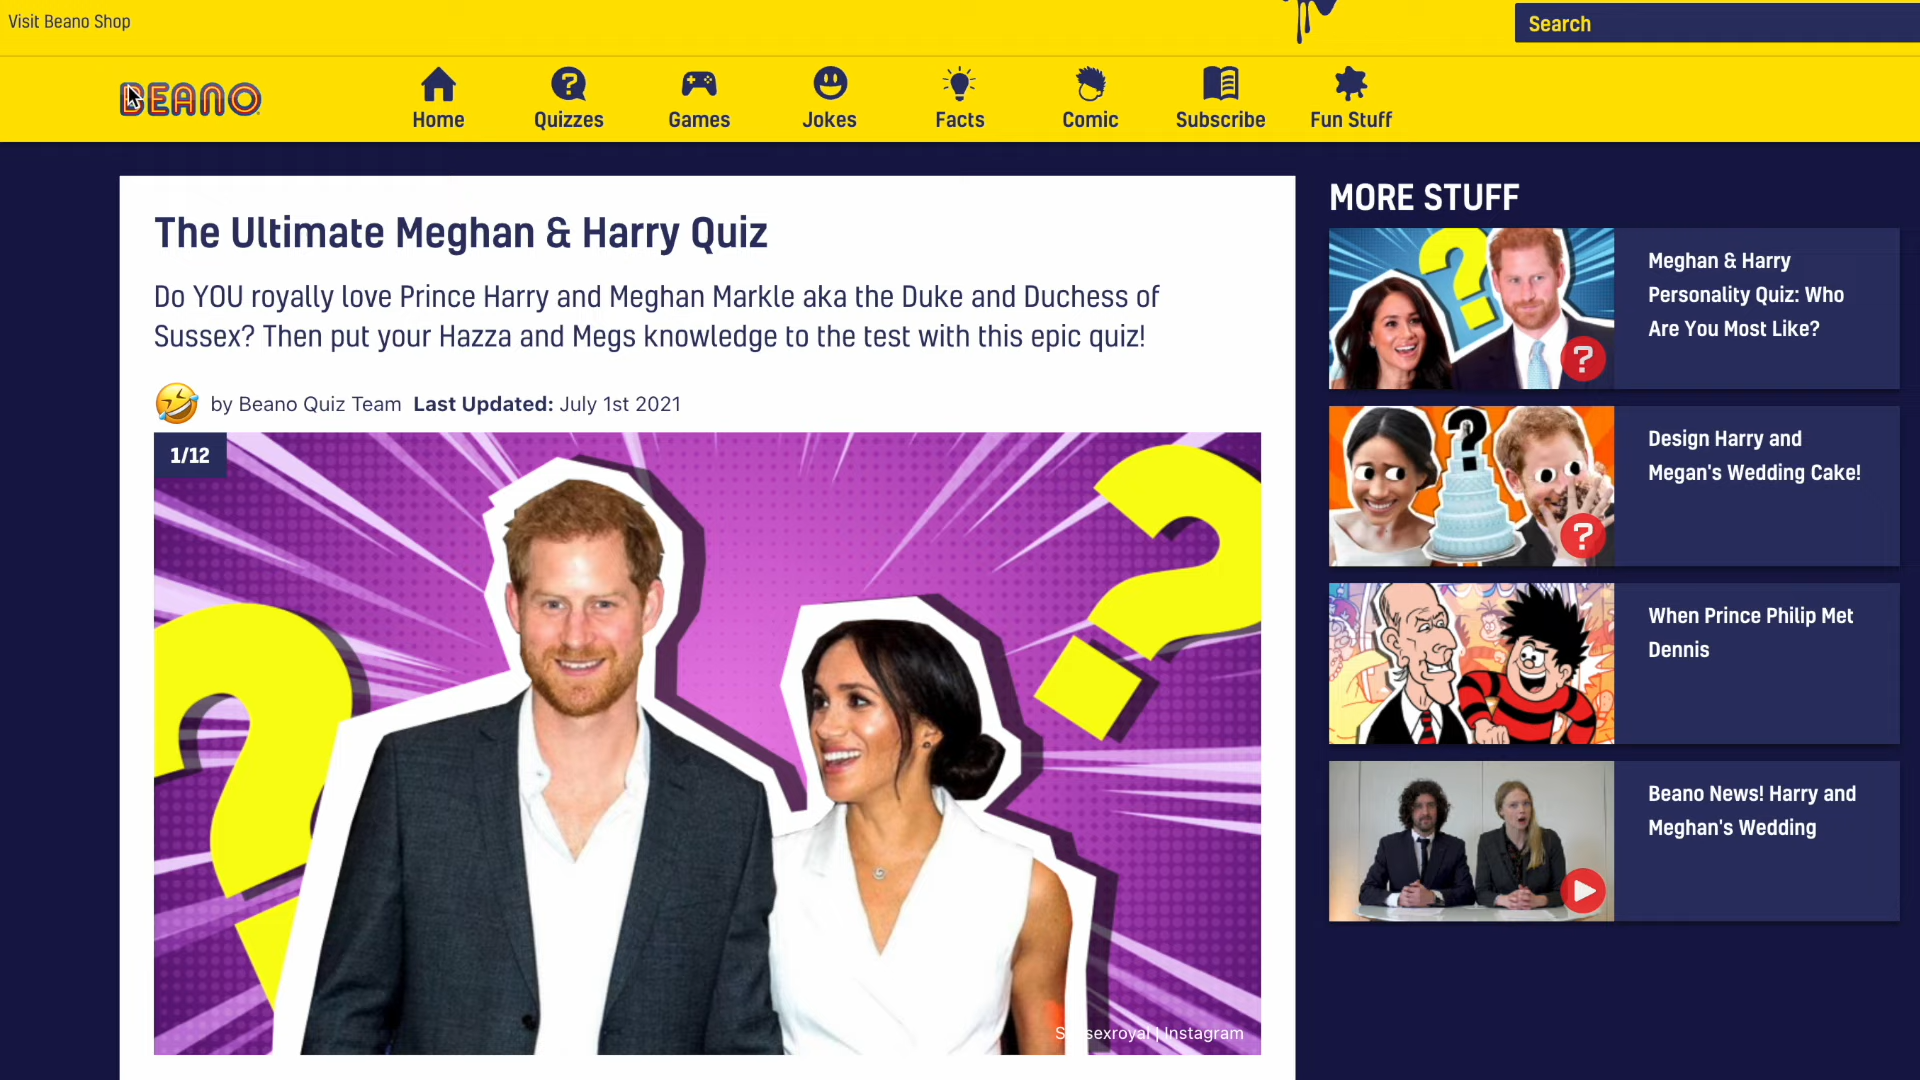 Visit Beano Shop
Search
BEANO
Home
Quizzes
Games
Jokes
Facts
Comic
Subscribe
Fun Stuff
The Ultimate Meghan & Harry Quiz
Do YOU royally love Prince Harry and Meghan Markle aka the Duke and Duchess of
Sussex? Then put your Hazza and Megs knowledge to the test with this epic quiz!
by Beano Quiz Team Last Updated: July 1st 2021
1/12
Sussexroyal | Instagram
MORE STUFF
Meghan & Harry
Personality Quiz: Who
Are You Most Like?
Design Harry and
Megan's Wedding Cake!
When Prince Philip Met
Dennis
Beano News! Harry and
Meghan's Wedding